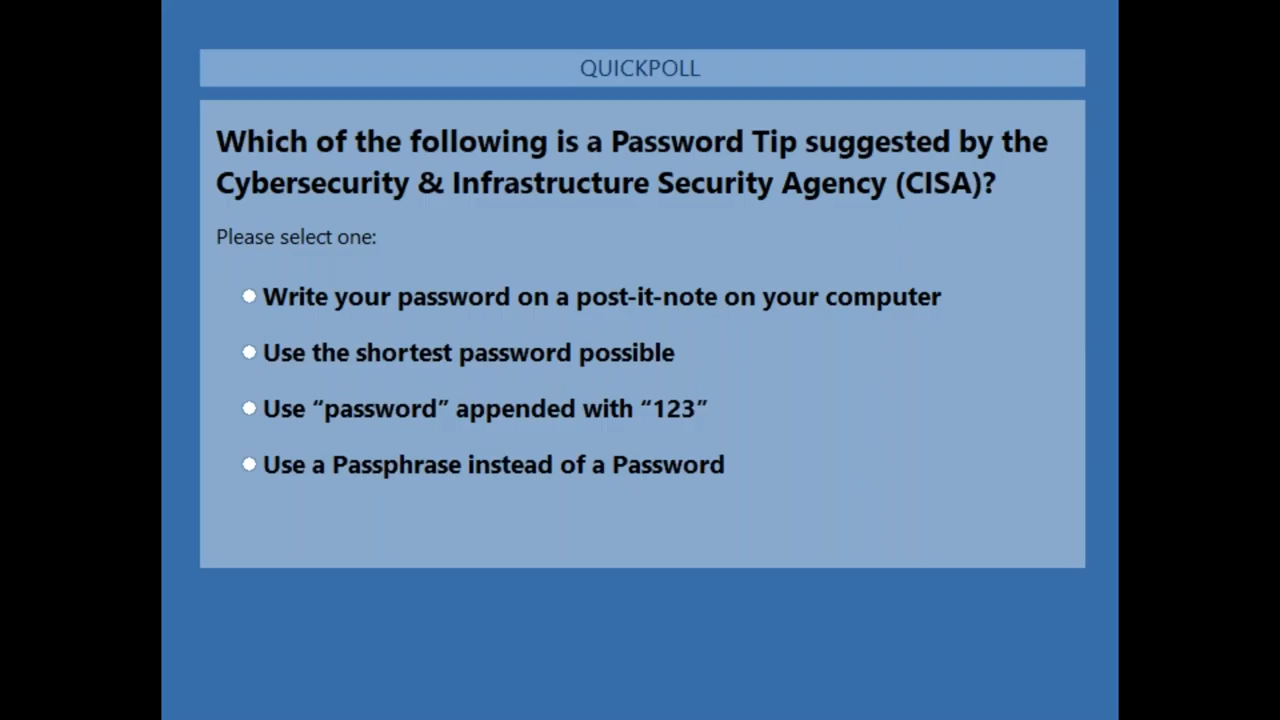 QUICKPOLL
Which of the following is a Password Tip suggested by the
Cybersecurity & Infrastructure Security Agency (CISA)?
Please select one:
Write your password on a post-it-note on your computer
Use the shortest password possible
Use “password” appended with “123”
Use a Passphrase instead of a Password